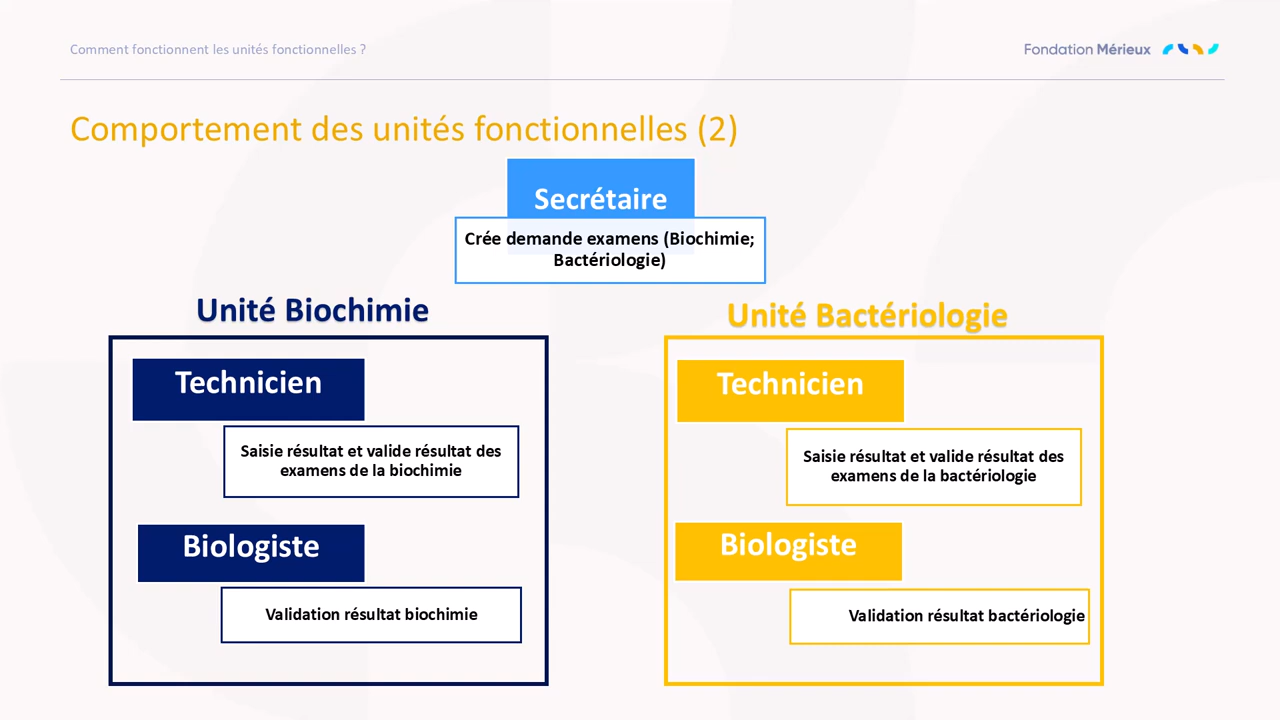 Comment fonctionnent les unités fonctionnelles ?
Fondation Mérieux
Comportement des unités fonctionnelles (2)
Secrétaire
Crée demande examens (Biochimie;
Bactériologie)
Unité Biochimie
Technicien
Saisie résultat et valide résultat des
examens de la biochimie
Biologiste
Validation résultat biochimie
Unité Bactériologie
Technicien
Saisie résultat et valide résultat des
examens de la bactériologie
Biologiste
Validation résultat bactériologie